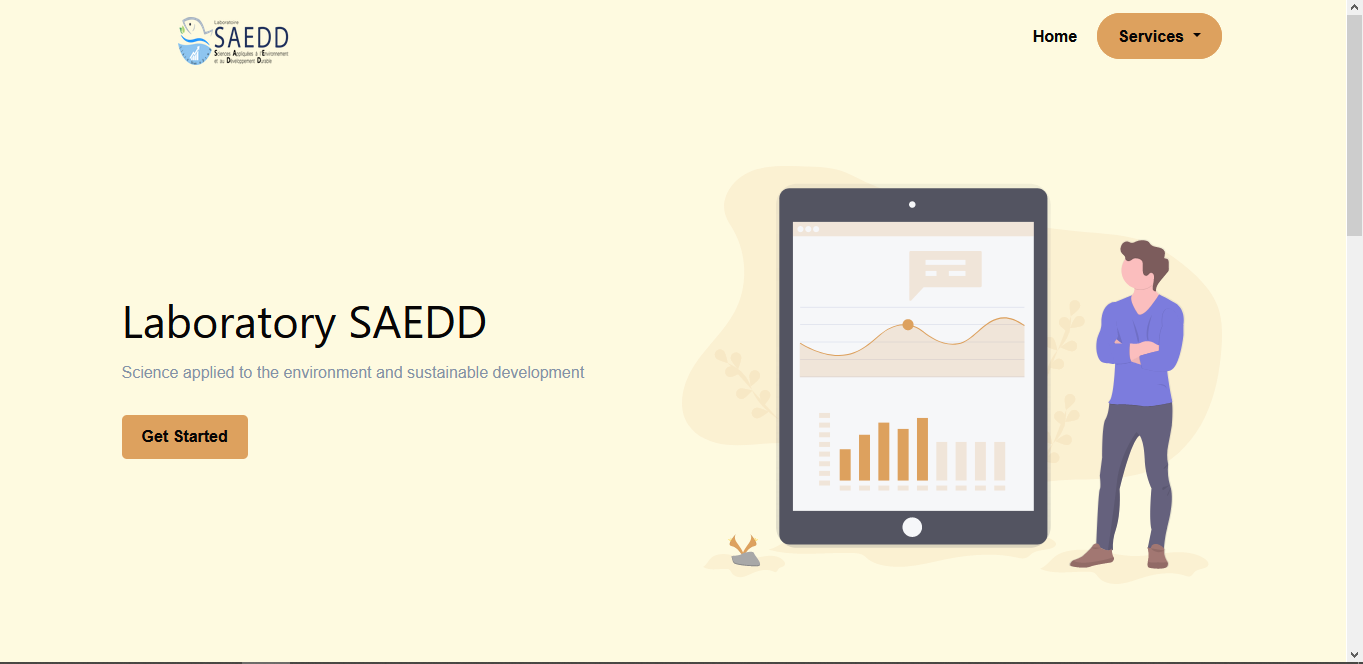 Laboratoire
SAEDD
Sciences Appliquées à l'Environnement
et au Développement Durable
Home
Services
Laboratory SAEDD
Science applied to the environment and sustainable development
Get Started